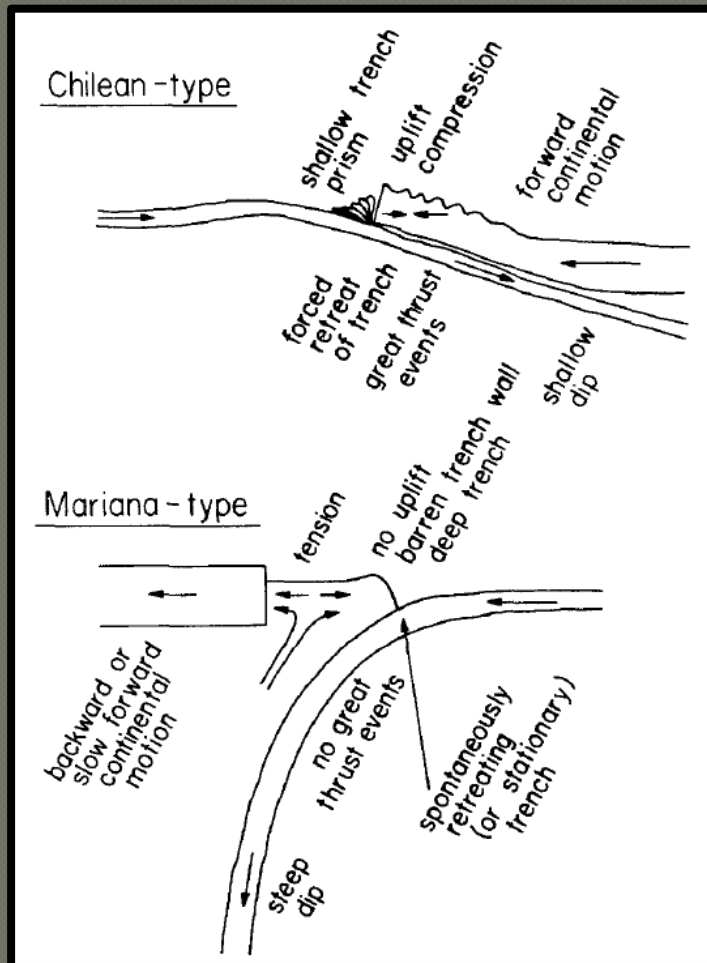 Chilean-type
shallow trench
prism
uplift
compression
forward
continental
motion
forced
retreat
of trench
great thrust
events
shallow
dip
Mariana-type
tension
no uplift
barren trench wall
deep trench
backward or
slow forward
continental
motion
no great
thrust events
spontaneously
retreating
(or stationary)
trench
steep
dip